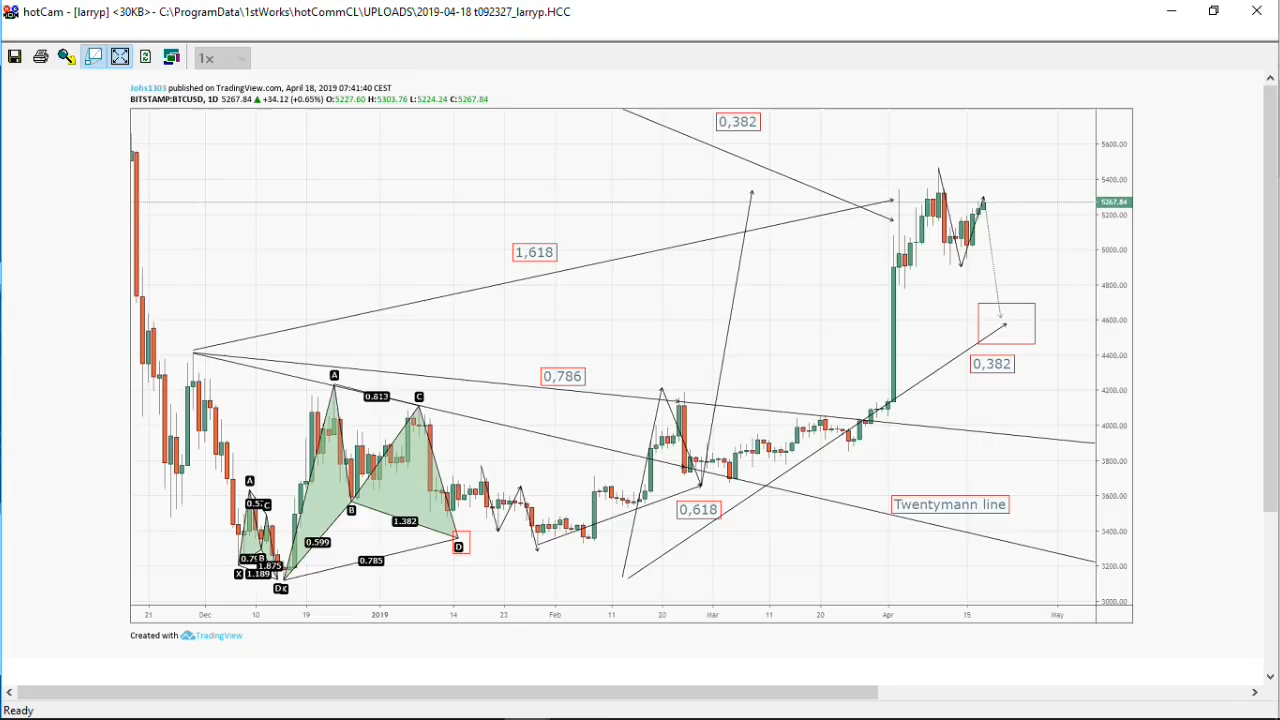 hotCam - [larryp] <30KB>- C:\ProgramData\1stWorks\hotCommCL\UPLOADS\2019-04-18 t092327_larryp.HCC
1x
Johs1303 published on TradingView.com, April 18, 2019 07:41:40 CEST
BITSTAMP:BTCUSD, 1D 5267.84 ▲ +34.12 (+0.65%) O:5227.60 H:5303.76 L:5224.24 C:5267.84
0,382
5600.00
5400.00
5267.84
5200.00
1,618
5000.00
4800.00
4600.00
0,382
4400.00
0,786
A
0.813
C
4200.00
4000.00
3800.00
3600.00
A
C
B
0,618
Twentymann line
1.382
3400.00
0.599
D
B
0.785
1.875
X
1.189
3200.00
3000.00
21
Dec
10
19
2019
14
23
Feb
11
20
Mar
11
20
Apr
15
May
Created with TradingView
Ready